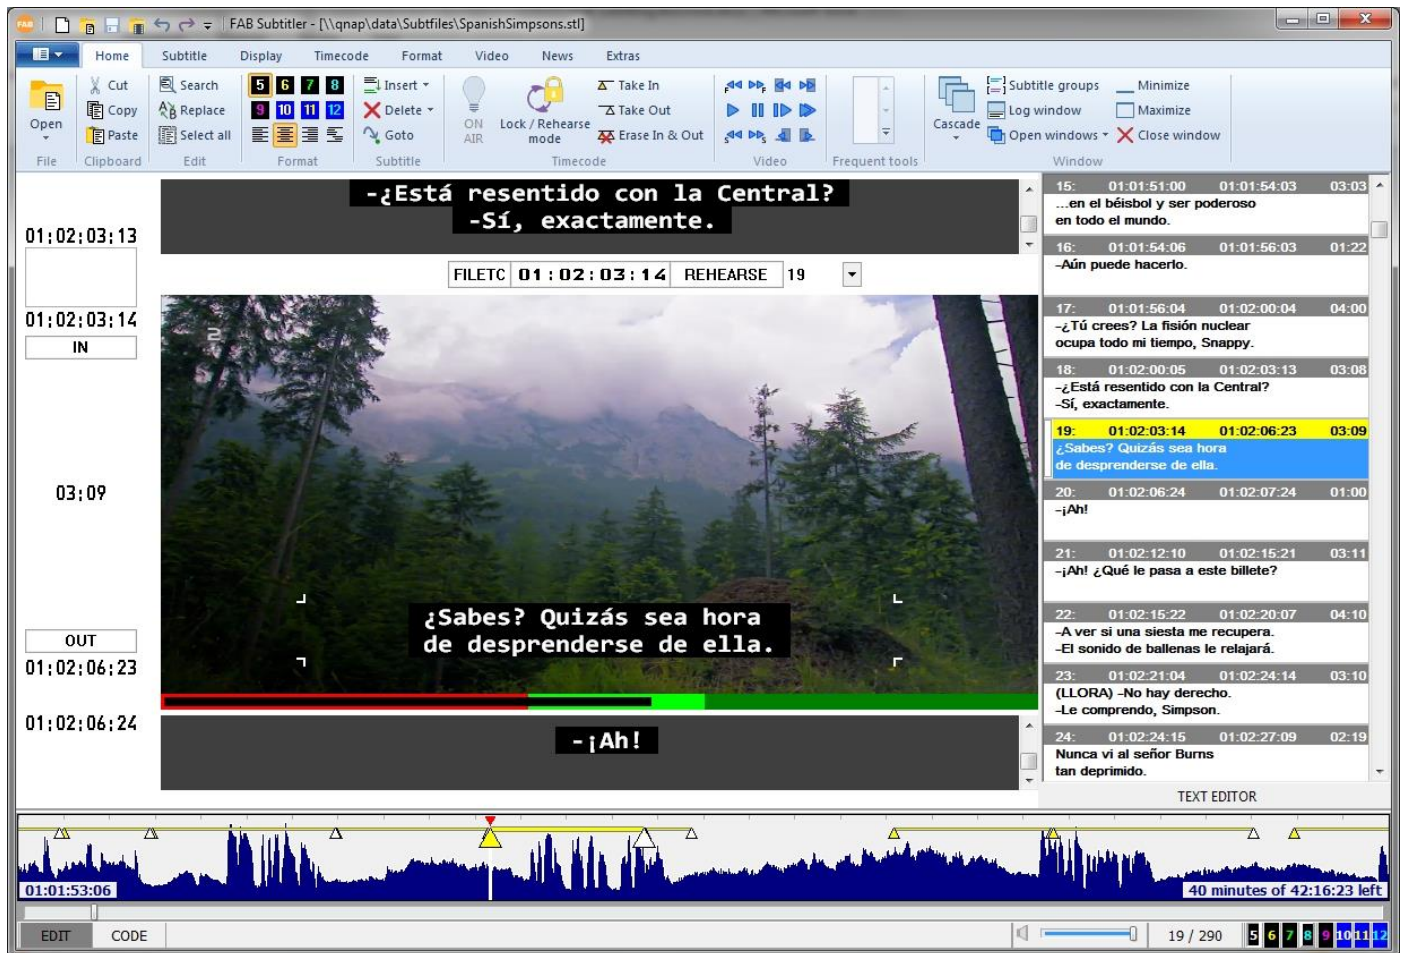 FAB
FAB Subtitler - [\\qnap\data\Subtfiles\SpanishSimpsons.stl]
Home Subtitle Display Timecode Format Video News Extras
Open
File
Cut
Copy
Paste
Clipboard
Search
Replace
Select all
Edit
5 6 7 8
9 10 11 12
Format
Insert
Delete
Goto
Subtitle
ON
AIR
Lock / Rehearse
mode
Take In
Take Out
Erase In & Out
Timecode
Video
Frequent tools
Cascade
Subtitle groups
Log window
Open windows
Minimize
Maximize
Close window
Window
-¿Está resentido con la Central?
-Sí, exactamente.
01:02:03:13
FILETC 01:02:03:14 REHEARSE 19
01:02:03:14
IN
03:09
¿Sabes? Quizás sea hora
de desprenderse de ella.
OUT
01:02:06:23
01:02:06:24
-¡Ah!
15: 01:01:51:00 01:01:54:03 03:03
...en el béisbol y ser poderoso
en todo el mundo.
16: 01:01:54:06 01:01:56:03 01:22
-Aún puede hacerlo.
17: 01:01:56:04 01:02:00:04 04:00
-¿Tú crees? La fisión nuclear
ocupa todo mi tiempo, Snappy.
18: 01:02:00:05 01:02:03:13 03:08
-¿Está resentido con la Central?
-Sí, exactamente.
19: 01:02:03:14 01:02:06:23 03:09
¿Sabes? Quizás sea hora
de desprenderse de ella.
20: 01:02:06:24 01:02:07:24 01:00
-¡Ah!
21: 01:02:12:10 01:02:15:21 03:11
-¡Ah! ¿Qué le pasa a este billete?
22: 01:02:15:22 01:02:20:07 04:10
-A ver si una siesta me recupera.
-El sonido de ballenas le relajará.
23: 01:02:21:04 01:02:24:14 03:10
(LLORA) -No hay derecho.
-Le comprendo, Simpson.
24: 01:02:24:15 01:02:27:09 02:19
Nunca vi al señor Burns
tan deprimido.
TEXT EDITOR
01:01:53:06
40 minutes of 42:16:23 left
EDIT CODE
19 / 290
5 6 7 8 9 10 11 12